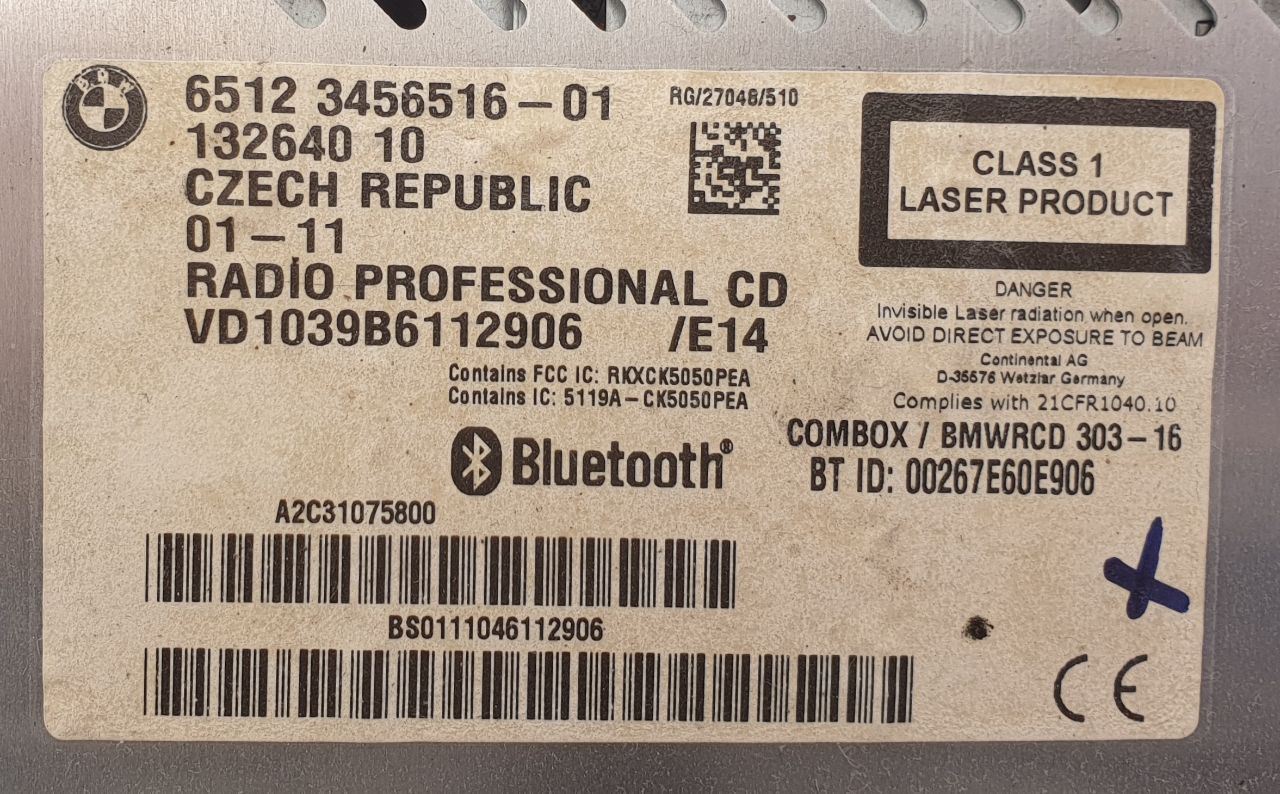 BMW
6512 3456516-01
RG/27048/510
132640 10
CZECH REPUBLIC
01-11
RADİO PROFESSIONAL CD
VD1039B6112906 /E14
CLASS 1
LASER PRODUCT
DANGER
Invisible Laser radiation when open.
AVOID DIRECT EXPOSURE TO BEAM
Continental AG
D-35576 Wetzlar Germany
Complies with 21CFR1040.10
Contains FCC IC: RKXCK5050PEA
Contains IC: 5119A-CK5050PEA
COMBOX / BMWRCD 303-16
Bluetooth®
BT ID: 00267E60E906
A2C31075800
BS0111046112906
CE